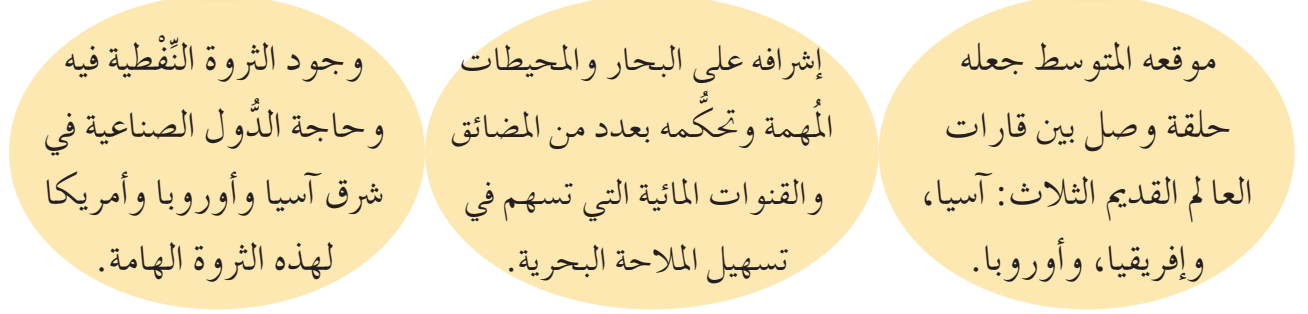 موقعه المتوسط جعله
حلقة وصل بين قارات
العالم القديم الثلاث: آسيا،
وإفريقيا، وأوروبا.
إشرافه على البحار والمحيطات
المُهمة وتحكُّمه بعدد من المضائق
والقنوات المائية التي تسهم في
تسهيل الملاحة البحرية.
وجود الثروة النِّفْطية فيه
وحاجة الدُّول الصناعية في
شرق آسيا وأوروبا وأمريكا
لهذه الثروة الهامة.